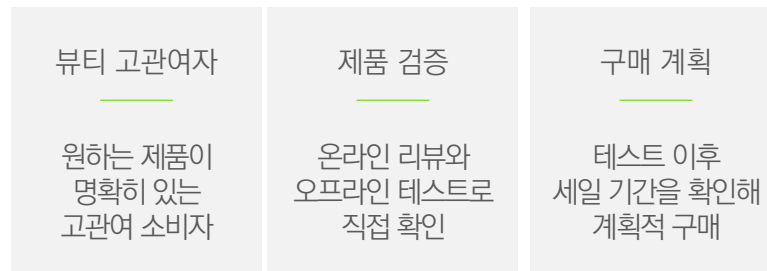 뷰티 고관여자
원하는 제품이
명확히 있는
고관여 소비자
제품 검증
온라인 리뷰와
오프라인 테스트로
직접 확인
구매 계획
테스트 이후
세일 기간을 확인해
계획적 구매